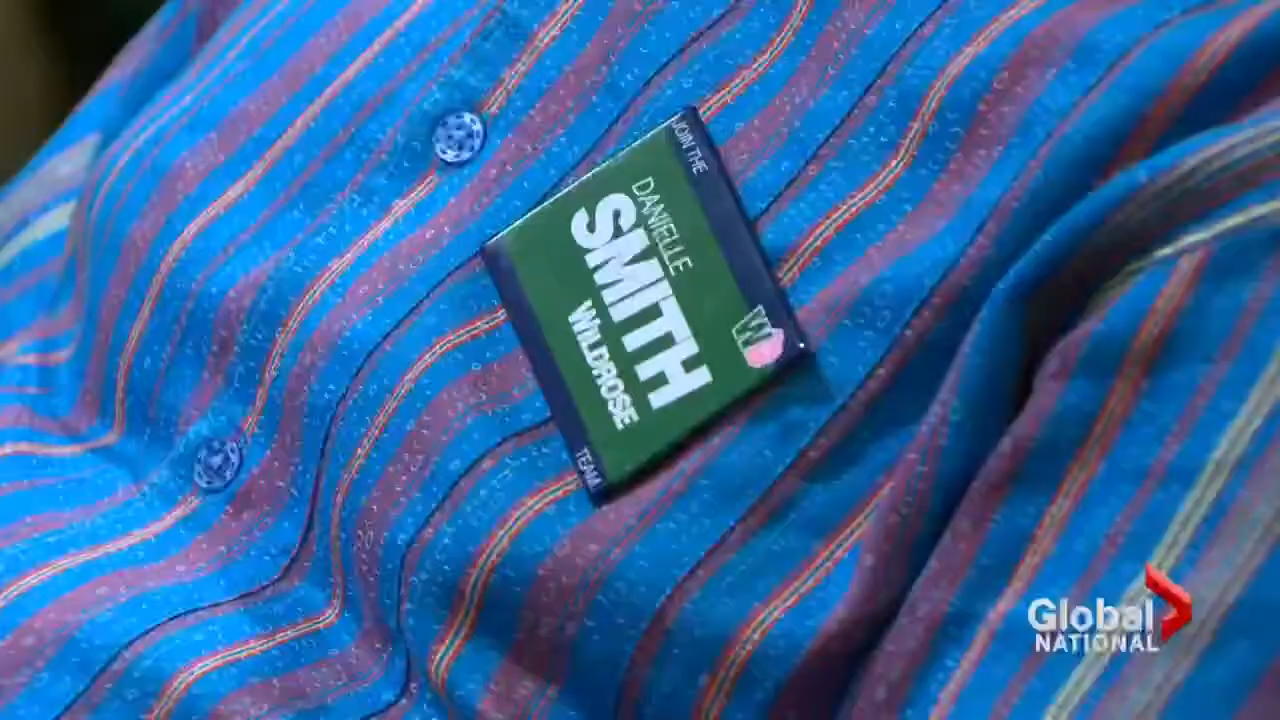 JOIN THE
DANIELLE
SMITH
WILDROSE
W
TEAM
Global
NATIONAL